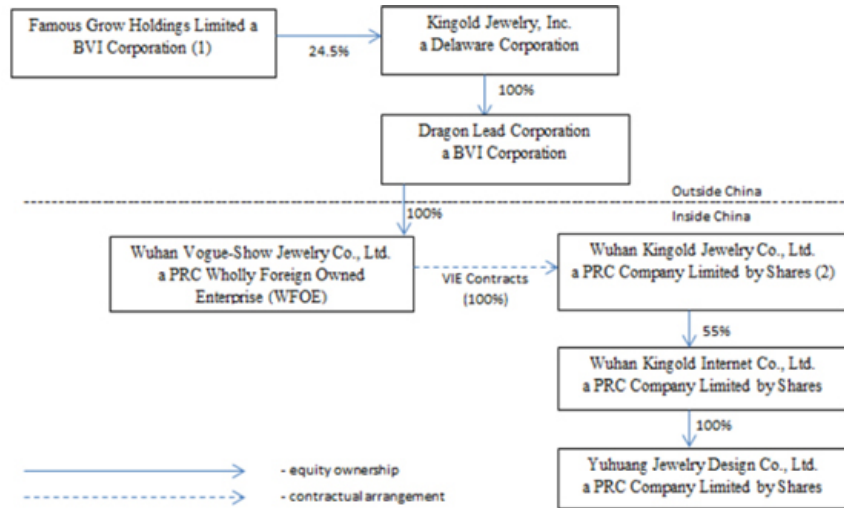 Famous Grow Holdings Limited a
BVI Corporation (1)
24.5%
Kingold Jewelry, Inc.
a Delaware Corporation
100%
Dragon Lead Corporation
a BVI Corporation
Outside China
Inside China
100%
Wuhan Vogue-Show Jewelry Co., Ltd.
a PRC Wholly Foreign Owned
Enterprise (WFOE)
VIE Contracts
(100%)
Wuhan Kingold Jewelry Co., Ltd.
a PRC Company Limited by Shares (2)
55%
Wuhan Kingold Internet Co., Ltd.
a PRC Company Limited by Shares
100%
Yuhuang Jewelry Design Co., Ltd.
a PRC Company Limited by Shares
- equity ownership
- contractual arrangement